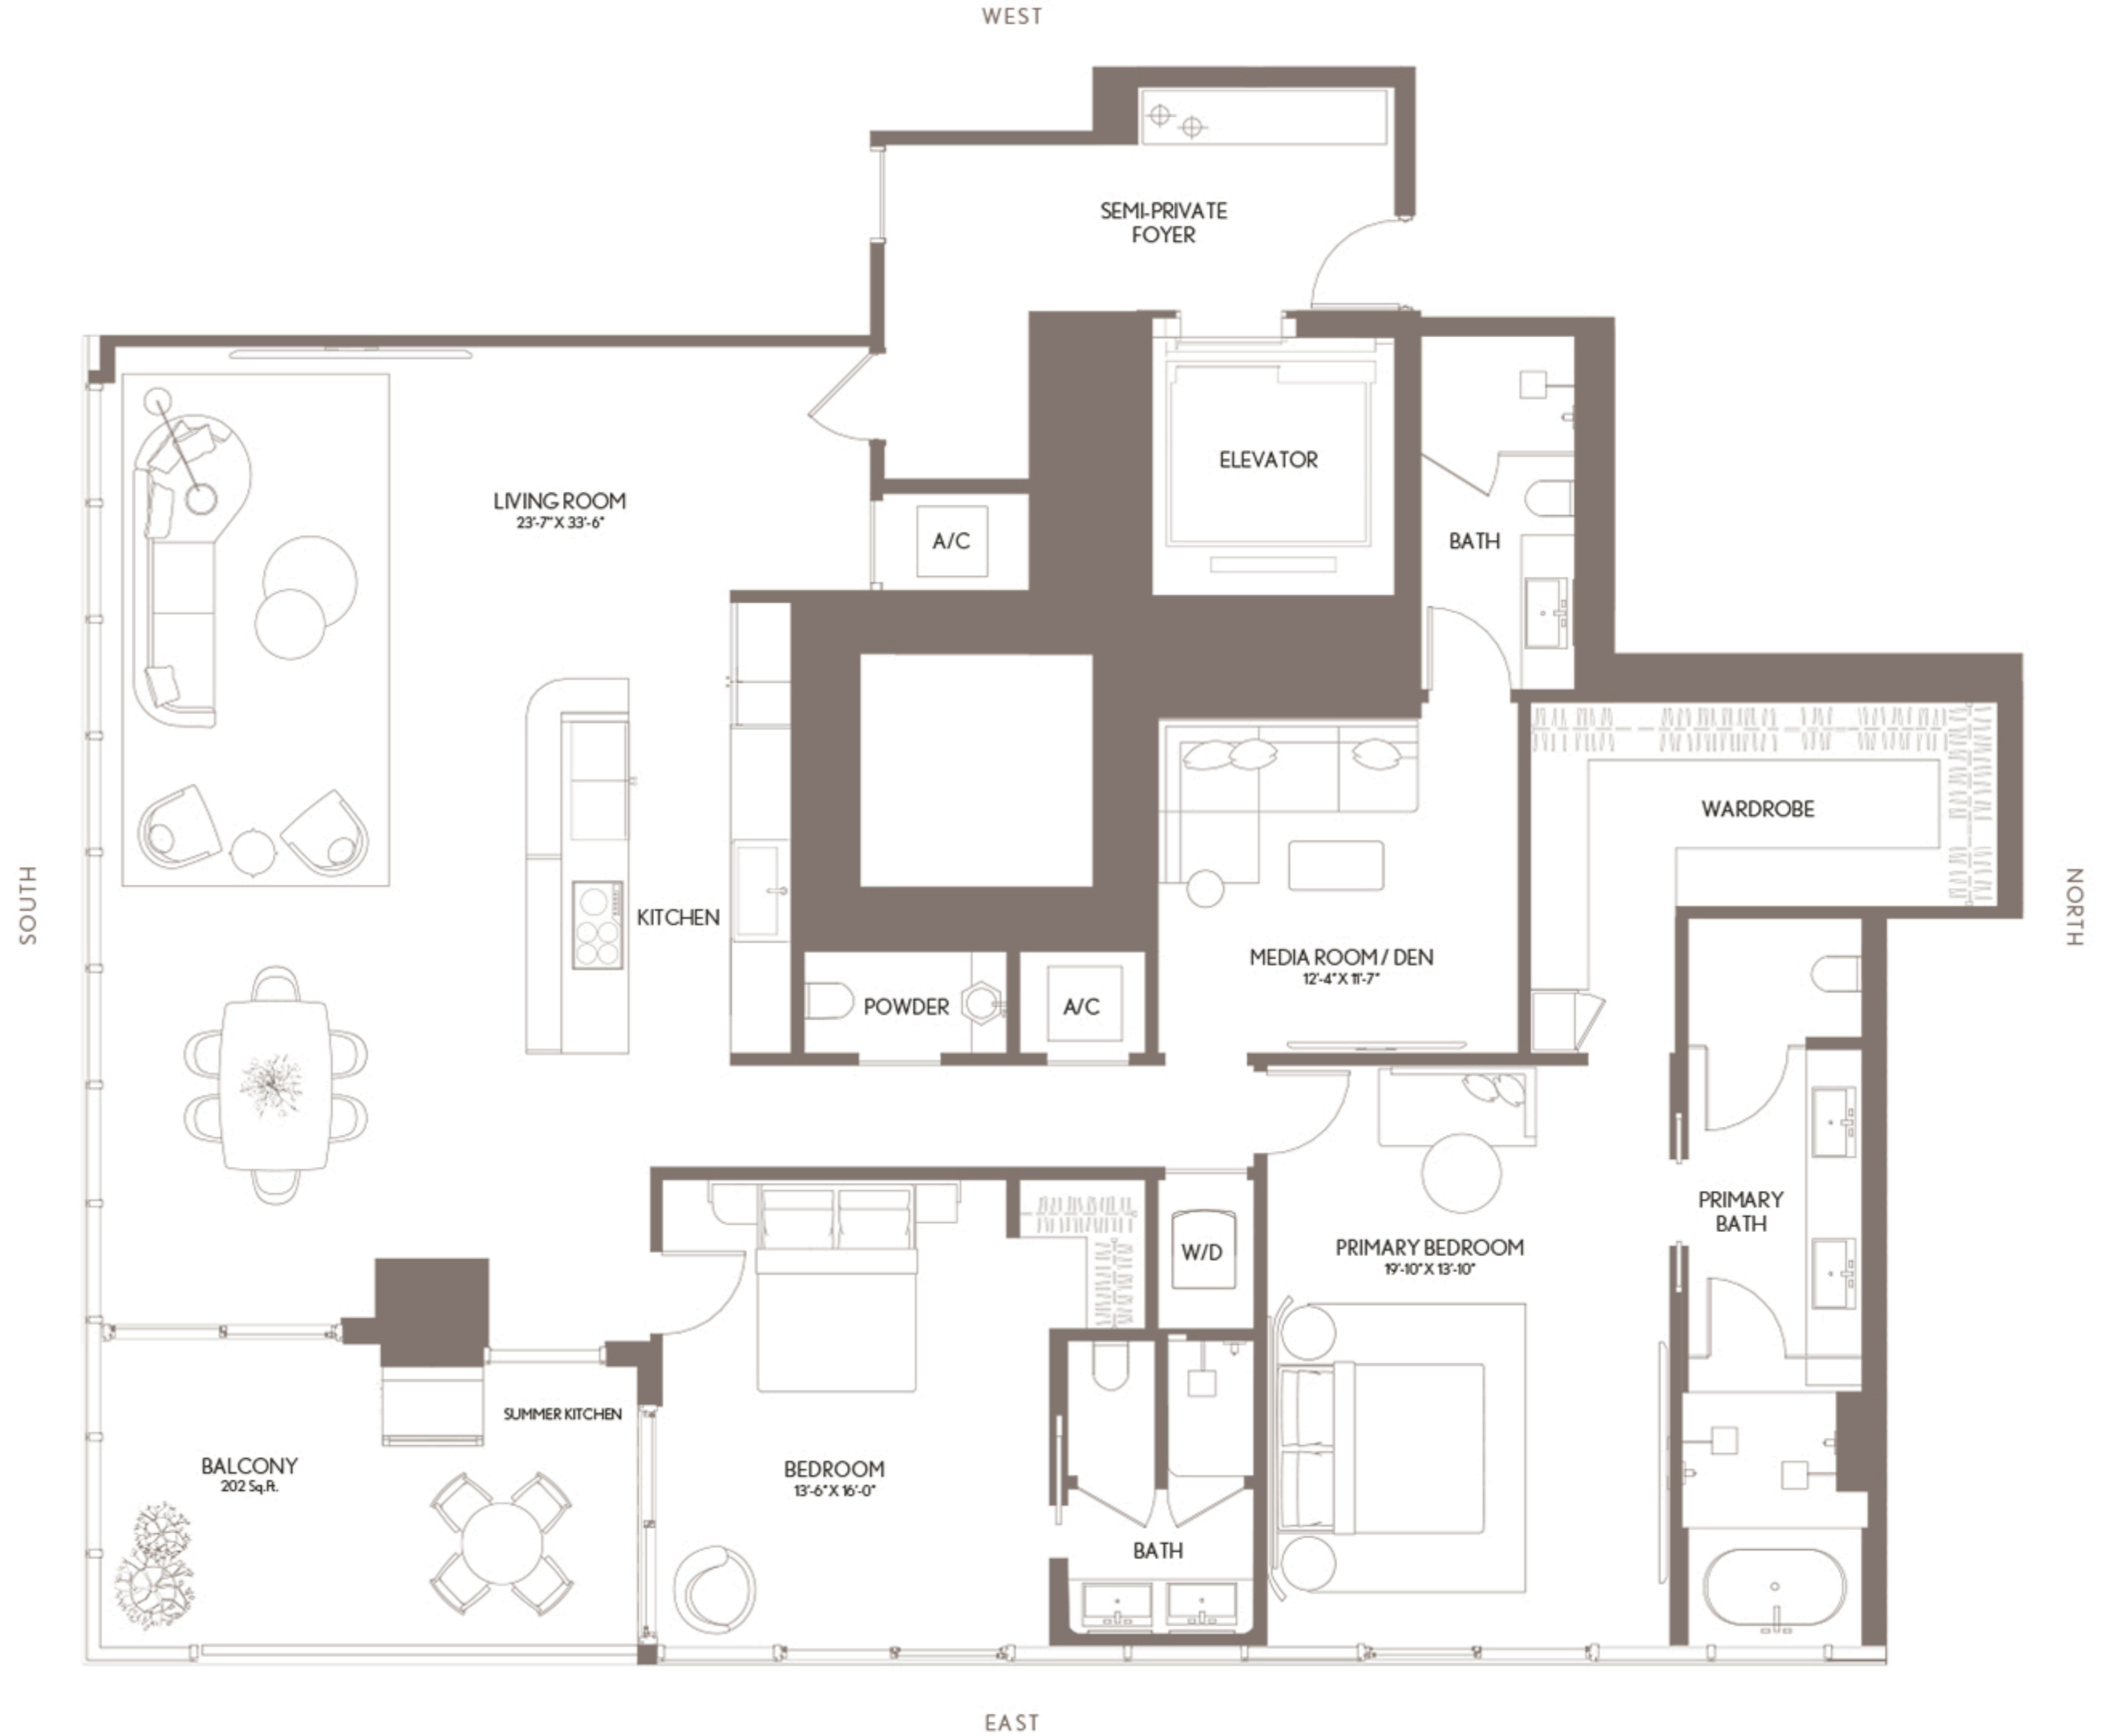 WEST
SEMI-PRIVATE
FOYER
ELEVATOR
LIVING ROOM
23'-7" X 33'-6"
A/C
BATH
WARDROBE
SOUTH
NORTH
KITCHEN
MEDIA ROOM / DEN
12'-4" X 11'-7"
POWDER
A/C
PRIMARY
BATH
W/D
PRIMARY BEDROOM
19'-10" X 13'-10"
SUMMER KITCHEN
BALCONY
202 Sq.Ft.
BEDROOM
13'-6" X 16'-0"
BATH
EAST